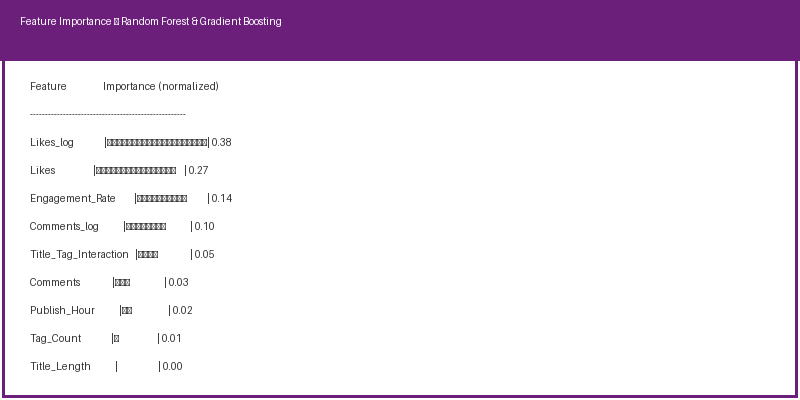 Feature Importance – Random Forest & Gradient Boosting
Feature Importance (normalized)
----------------------------------------------------
Likes_log | | 0.38
Likes | | 0.27
Engagement_Rate | | 0.14
Comments_log | | 0.10
Title_Tag_Interaction | | 0.05
Comments | | 0.03
Publish_Hour | | 0.02
Tag_Count | | 0.01
Title_Length | | 0.00